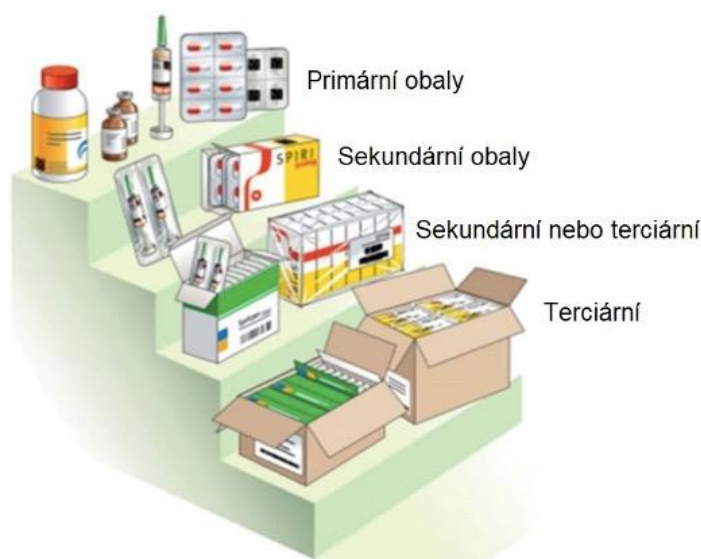 Primární obaly
SPIRI
Sekundární obaly
Sekundární nebo terciární
Terciární